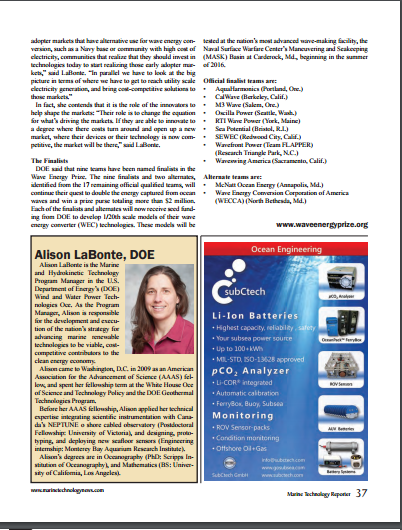 adopter markets that have alternative use for wave energy con-
version, such as a Navy base or community with high cost of
electricity, communities that realize that they should invest in
technologies today to start realizing those early adopter mar-
kets,” said LaBonte. “In parallel we have to look at the big
picture in terms of where we have to get to reach utility scale
electricity generation, and bring cost-competitive solutions to
those markets.”
In fact, she contends that it is the role of the innovators to
help shape the markets: “Their role is to change the equation
for what’s driving the markets. If they are able to innovate to
a degree where costs turn around and open up a new
market, where their devices or their technology is now com-
petitive, the market will be there,” said LaBonte.
The Finalists
DOE said that nine teams have been named finalists in the
Wave Energy Prize. The nine finalists and two alternates,
identified from the 17 remaining official qualified teams, will
continue their quest to double the energy captured from ocean
waves and win a prize purse totaling more than $2 million.
Each of the finalists and alternates will now receive seed fund-
ing from DOE to develop 1/20th scale models of their wave
energy converter (WEC) technologies. These models will be
tested at the nation’s most advanced wave-making facility, the
Naval Surface Warfare Center’s Maneuvering and Seakeeping
(MASK) Basin at Carderock, Md., beginning in the summer
of 2016.
Official finalist teams are:
• AquaHarmonics (Portland, Ore.)
• CalWave (Berkeley, Calif.)
• M3 Wave (Salem, Ore.)
• Oscilla Power (Seattle, Wash.)
• RTI Wave Power (York, Maine)
• Sea Potential (Bristol, R.I.)
• SEWEC (Redwood City, Calif.)
• Wavefront Power (Team FLAPPER)
(Research Triangle Park, N.C.)
• Waveswing America (Sacramento, Calif.)
Alternate teams are:
• McNatt Ocean Energy (Annapolis, Md.)
• Wave Energy Conversion Corporation of America
(WECCA) (North Bethesda, Md.)
www.waveenergyprize.org
Alison LaBonte, DOE
Alison LaBonte is the Marine
and Hydrokinetic Technology
Program Manager in the U.S.
Department of Energy’s (DOE)
Wind and Water Power Tech-
nologies Oce. As the Program
Manager, Alison is responsible
for the development and execu-
tion of the nation’s strategy for
advancing marine renewable
technologies to be viable, cost-
competitive contributors to the
clean energy economy.
Alison came to Washington, D.C. in 2009 as an American
Association for the Advancement of Science (AAAS) fel-
low, and spent her fellowship term at the White House Oce
of Science and Technology Policy and the DOE Geothermal
Technologies Program.
Before her AAAS fellowship, Alison applied her technical
expertise integrating scientific instrumentation with Cana-
da’s NEPTUNE o shore cabled observatory (Postdoctoral
Fellowship: University of Victoria), and designing, proto-
typing, and deploying new seafloor sensors (Engineering
internship: Monterey Bay Aquarium Research Institute).
Alison’s degrees are in Oceanography (PhD: Scripps In-
stitution of Oceanography), and Mathematics (BS: Univer-
sity of California, Los Angeles).
Ocean Engineering
subCtech
Li-Ion Batteries
• Highest capacity, reliability, safety
• Your subsea power source
• Up to 100+kWh
• MIL-STD, ISO-13628 approved
pCO₂ Analyzer
• Li-COR® integrated
• Automatic calibration
• FerryBox, Buoy, Subsea
Monitoring
• ROV Sensor-packs
• Condition monitoring
• Offshore Oil+Gas
SubCtech GmbH
info@subctech.com
www.subctech.com
pCO₂ Analyzer
OceanPack™ FerryBox
ROV Sensors
AUV Batteries
Battery Systems
www.marinetechnologynews.com
Marine Technology Reporter 37